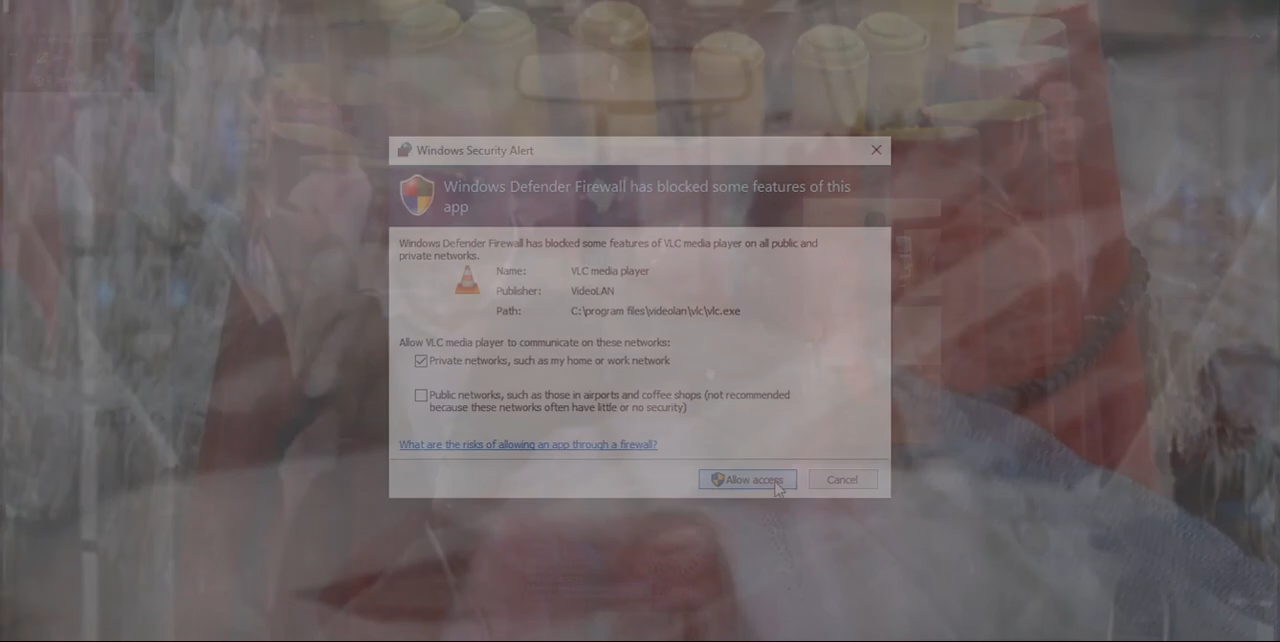 Windows Security Alert
Windows Defender Firewall has blocked some features of this
app
Windows Defender Firewall has blocked some features of VLC media player on all public and
private networks.
Name: VLC media player
Publisher: VideoLAN
Path: C:\program files\videolan\vlc\vlc.exe
Allow VLC media player to communicate on these networks:
Private networks, such as my home or work network
Public networks, such as those in airports and coffee shops (not recommended
because these networks often have little or no security)
What are the risks of allowing an app through a firewall?
Allow access Cancel